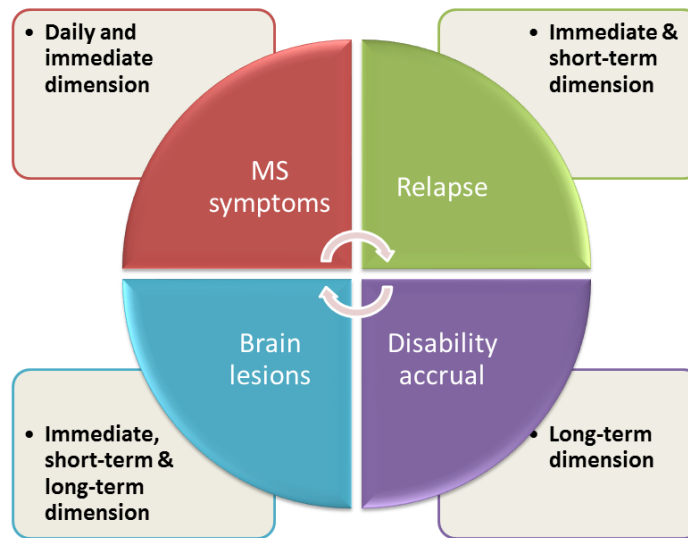 • Daily and
immediate
dimension
• Immediate &
short-term
dimension
MS
symptoms
Relapse
Brain
lesions
Disability
accrual
• Immediate,
short-term &
long-term
dimension
• Long-term
dimension